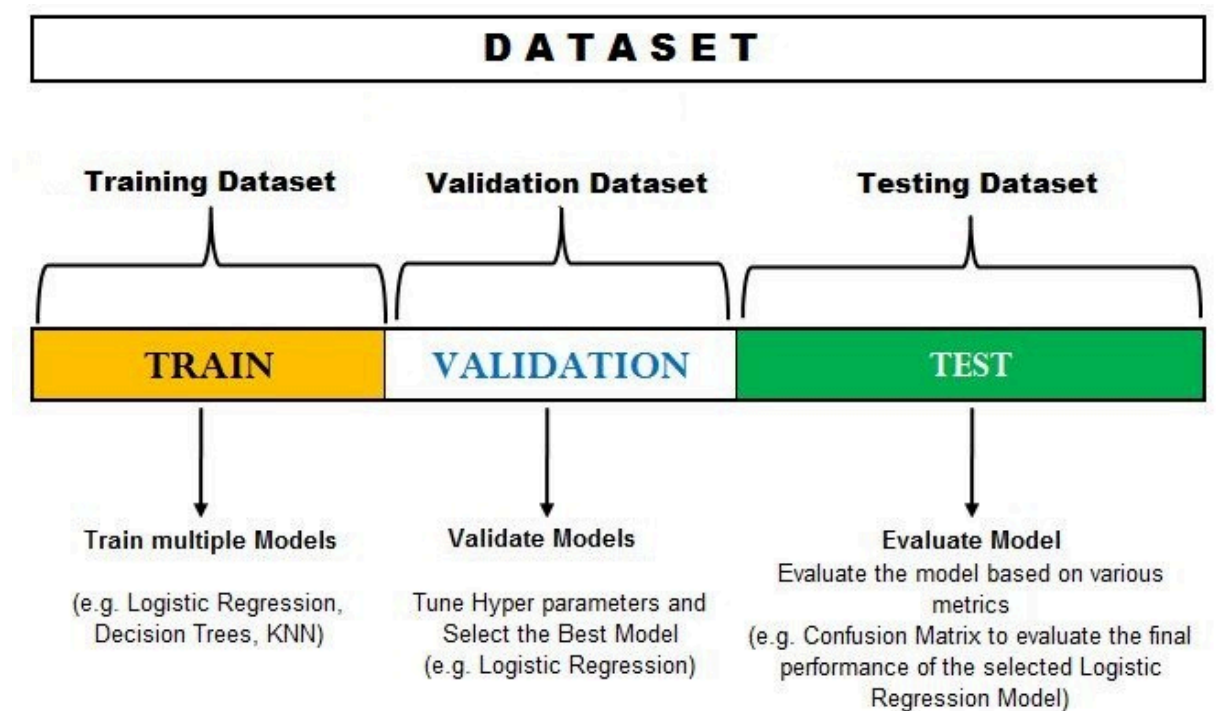 DATASET
Training Dataset
Validation Dataset
Testing Dataset
TRAIN
VALIDATION
TEST
Train multiple Models
(e.g. Logistic Regression,
Decision Trees, KNN)
Validate Models
Tune Hyper parameters and
Select the Best Model
(e.g. Logistic Regression)
Evaluate Model
Evaluate the model based on various
metrics
(e.g. Confusion Matrix to evaluate the final
performance of the selected Logistic
Regression Model)